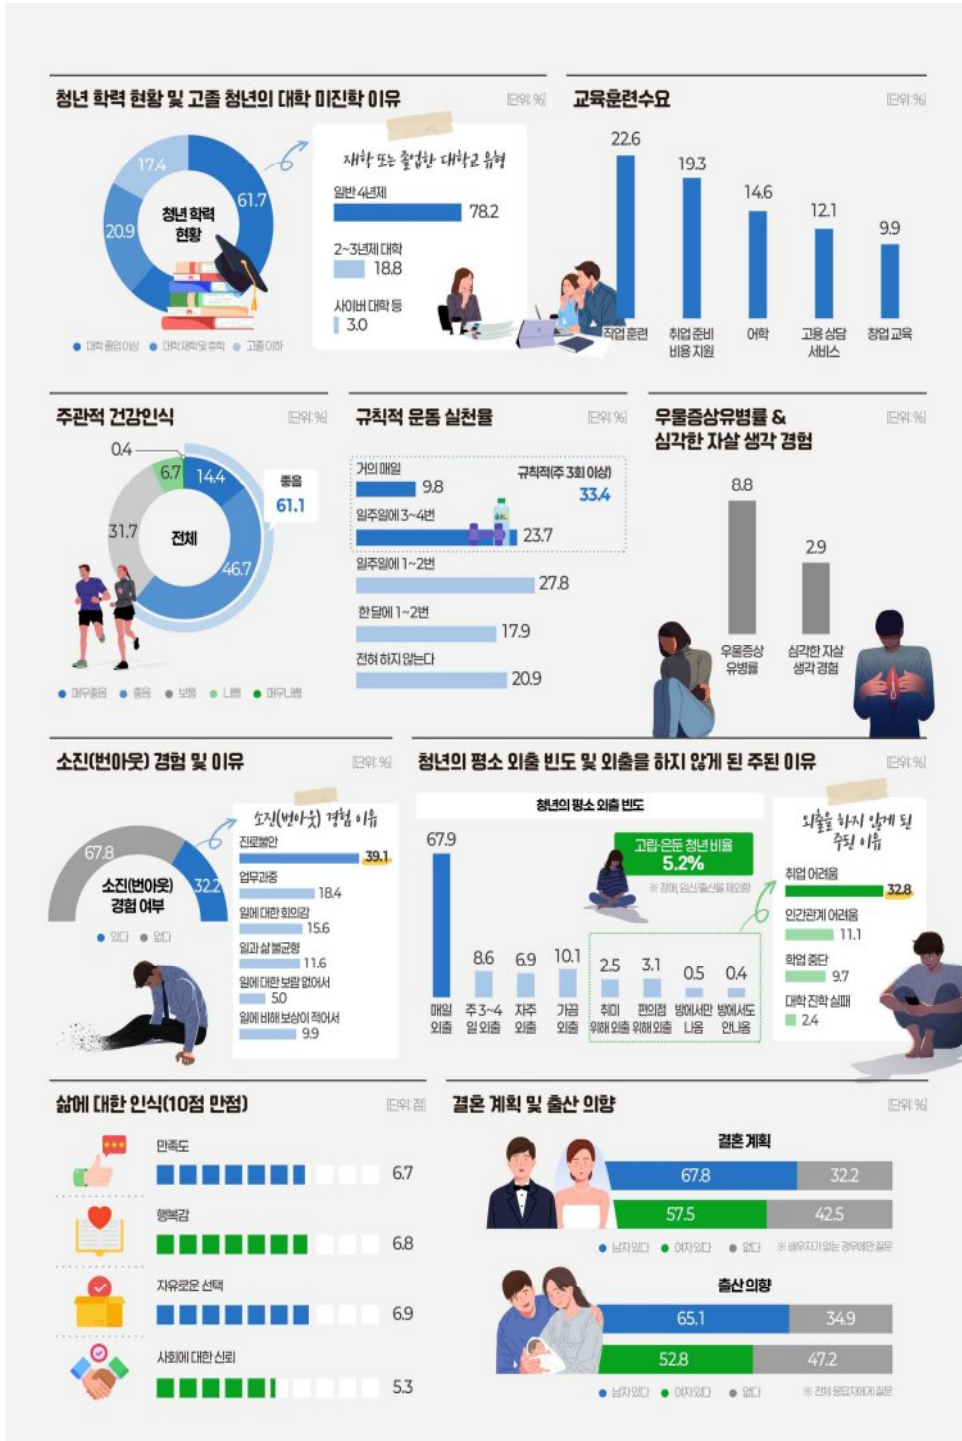 청년 학력 현황 및 고졸 청년의 대학 미진학 이유
[단위: %]
17.4
61.7
20.9
청년 학력
현황
대학 졸업 이상
대학 재학 및 휴학
고졸 이하
재학 또는 졸업한 대학교 유형
일반 4년제
78.2
2~3년제 대학
18.8
사이버 대학 등
3.0
교육훈련수요
[단위: %]
22.6
19.3
14.6
12.1
9.9
직업 훈련
취업 준비
비용 지원
어학
고용 상담
서비스
창업 교육
주관적 건강인식
[단위: %]
0.4
6.7
14.4
31.7
46.7
전체
좋음
61.1
매우좋음
좋음
보통
나쁨
매우나쁨
규칙적 운동 실천율
[단위: %]
거의 매일
9.8
규칙적(주 3회 이상)
33.4
일주일에 3~4번
23.7
일주일에 1~2번
27.8
한 달에 1~2번
17.9
전혀 하지 않는다
20.9
우울증상유병률 &
심각한 자살 생각 경험
[단위: %]
8.8
2.9
우울증상
유병률
심각한 자살
생각 경험
소진(번아웃) 경험 및 이유
[단위: %]
67.8
32.2
소진(번아웃)
경험 여부
있다
없다
소진(번아웃) 경험 이유
진로불안
39.1
업무과중
18.4
일에 대한 회의감
15.6
일과 삶 불균형
11.6
일에 대한 보람 없어서
5.0
일에 비해 보상이 적어서
9.9
청년의 평소 외출 빈도 및 외출을 하지 않게 된 주된 이유
[단위: %]
청년의 평소 외출 빈도
67.9
8.6
6.9
10.1
2.5
3.1
0.5
0.4
매일
외출
주 3~4
일 외출
자주
외출
가끔
외출
취미
위해 외출
편의점
위해 외출
방에서만
나옴
방에서도
안나옴
고립·은둔 청년 비율
5.2%
※ 장애, 임신/출산을 제외함
외출을 하지 않게 된
주된 이유
취업 어려움
32.8
인간관계 어려움
11.1
학업 중단
9.7
대학 진학 실패
2.4
삶에 대한 인식(10점 만점)
[단위: 점]
만족도
6.7
행복감
6.8
자유로운 선택
6.9
사회에 대한 신뢰
5.3
결혼 계획 및 출산 의향
[단위: %]
결혼 계획
67.8
32.2
57.5
42.5
남자 있다
여자 있다
없다
※ 배우자가 없는 경우에만 질문
출산 의향
65.1
34.9
52.8
47.2
남자 있다
여자 있다
없다
※ 전체 응답자에게 질문